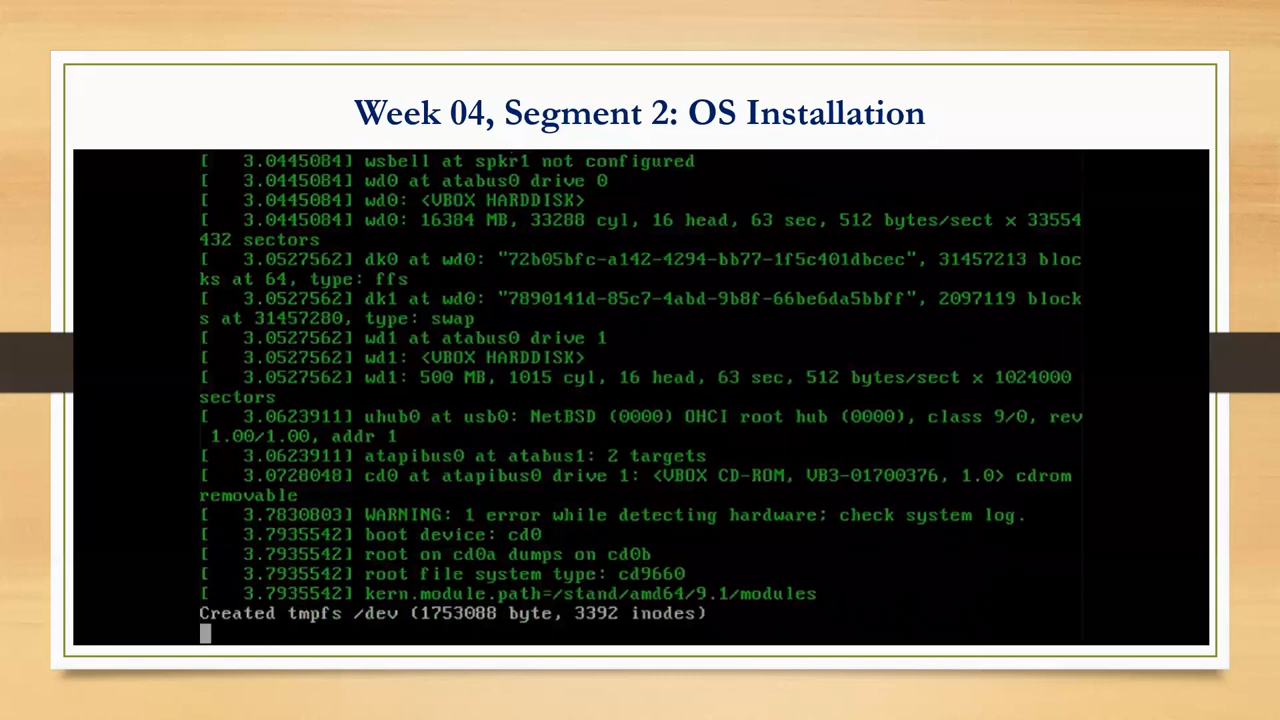 Week 04, Segment 2: OS Installation
[   3.0445084] wsbell at spkr1 not configured
[   3.0445084] wd0 at atabus0 drive 0
[   3.0445084] wd0: <VBOX HARDDISK>
[   3.0445084] wd0: 16384 MB, 33288 cyl, 16 head, 63 sec, 512 bytes/sect x 33554
432 sectors
[   3.0527562] dk0 at wd0: "72b05bfc-a142-4294-bb77-1f5c401dbcec", 31457213 bloc
ks at 64, type: ffs
[   3.0527562] dk1 at wd0: "7890141d-85c7-4abd-9b8f-66be6da5bbff", 2097119 block
s at 31457280, type: swap
[   3.0527562] wd1 at atabus0 drive 1
[   3.0527562] wd1: <VBOX HARDDISK>
[   3.0527562] wd1: 500 MB, 1015 cyl, 16 head, 63 sec, 512 bytes/sect x 1024000
sectors
[   3.0623911] uhub0 at usb0: NetBSD (0000) OHCI root hub (0000), class 9/0, rev
 1.00/1.00, addr 1
[   3.0623911] atapibus0 at atabus1: 2 targets
[   3.0728048] cd0 at atapibus0 drive 1: <VBOX CD-ROM, VB3-01700376, 1.0> cdrom
removable
[   3.7830803] WARNING: 1 error while detecting hardware; check system log.
[   3.7935542] boot device: cd0
[   3.7935542] root on cd0a dumps on cd0b
[   3.7935542] root file system type: cd9660
[   3.7935542] kern.module.path=/stand/amd64/9.1/modules
Created tmpfs /dev (1753088 byte, 3392 inodes)